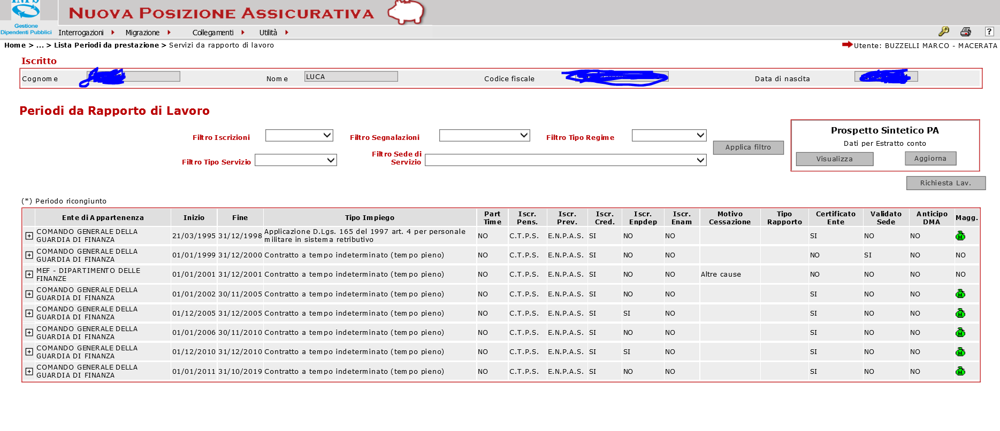 INPS
Gestione
Dipendenti Pubblici
NUOVA POSIZIONE ASSICURATIVA
Interrogazioni Migrazione Collegamenti Utilità
?
Home > ... > Lista Periodi da prestazione > Servizi da rapporto di lavoro
Utente: BUZZELLI MARCO - MACERATA
Iscritto
Cognome Nome LUCA Codice fiscale Data di nascita
Periodi da Rapporto di Lavoro
Filtro Iscrizioni Filtro Segnalazioni Filtro Tipo Regime
Filtro Tipo Servizio Filtro Sede di
Servizio
Applica filtro
Prospetto Sintetico PA
Dati per Estratto conto
Visualizza Aggiorna
Richiesta Lav.
(*) Periodo ricongiunto
Ente di Appartenenza Inizio Fine Tipo Impiego Part Time Iscr. Pens. Iscr. Prev. Iscr. Cred. Iscr. Enpdep Iscr. Enam Motivo Cessazione Tipo Rapporto Certificato Ente Validato Sede Anticipo DMA Magg.
COMANDO GENERALE DELLA GUARDIA DI FINANZA 21/03/1995 31/12/1998 Applicazione D.Lgs. 165 del 1997 art. 4 per personale militare in sistema retributivo NO C.T.P.S. E.N.P.A.S. SI NO NO SI NO NO M
COMANDO GENERALE DELLA GUARDIA DI FINANZA 01/01/1999 31/12/2000 Contratto a tempo indeterminato (tempo pieno) NO C.T.P.S. E.N.P.A.S. SI NO NO NO SI NO NO
MEF - DIPARTIMENTO DELLE FINANZE 01/01/2001 31/12/2001 Contratto a tempo indeterminato (tempo pieno) NO C.T.P.S. E.N.P.A.S. SI NO NO Altre cause NO NO NO NO
COMANDO GENERALE DELLA GUARDIA DI FINANZA 01/01/2002 30/11/2005 Contratto a tempo indeterminato (tempo pieno) NO C.T.P.S. E.N.P.A.S. SI NO NO SI NO NO M
COMANDO GENERALE DELLA GUARDIA DI FINANZA 01/12/2005 31/12/2005 Contratto a tempo indeterminato (tempo pieno) NO C.T.P.S. E.N.P.A.S. SI SI NO SI NO NO M
COMANDO GENERALE DELLA GUARDIA DI FINANZA 01/01/2006 30/11/2010 Contratto a tempo indeterminato (tempo pieno) NO C.T.P.S. E.N.P.A.S. SI NO NO SI NO NO M
COMANDO GENERALE DELLA GUARDIA DI FINANZA 01/12/2010 31/12/2010 Contratto a tempo indeterminato (tempo pieno) NO C.T.P.S. E.N.P.A.S. SI SI NO SI NO NO M
COMANDO GENERALE DELLA GUARDIA DI FINANZA 01/01/2011 31/10/2019 Contratto a tempo indeterminato (tempo pieno) NO C.T.P.S. E.N.P.A.S. SI NO NO SI NO NO M